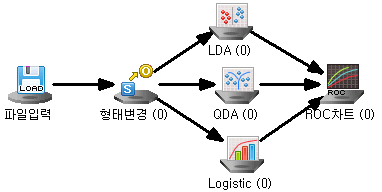 LDA (0)
LOAD
파일입력
S
0
형태변경 (0)
QDA (0)
ROC
ROC차트 (0)
Logistic (0)